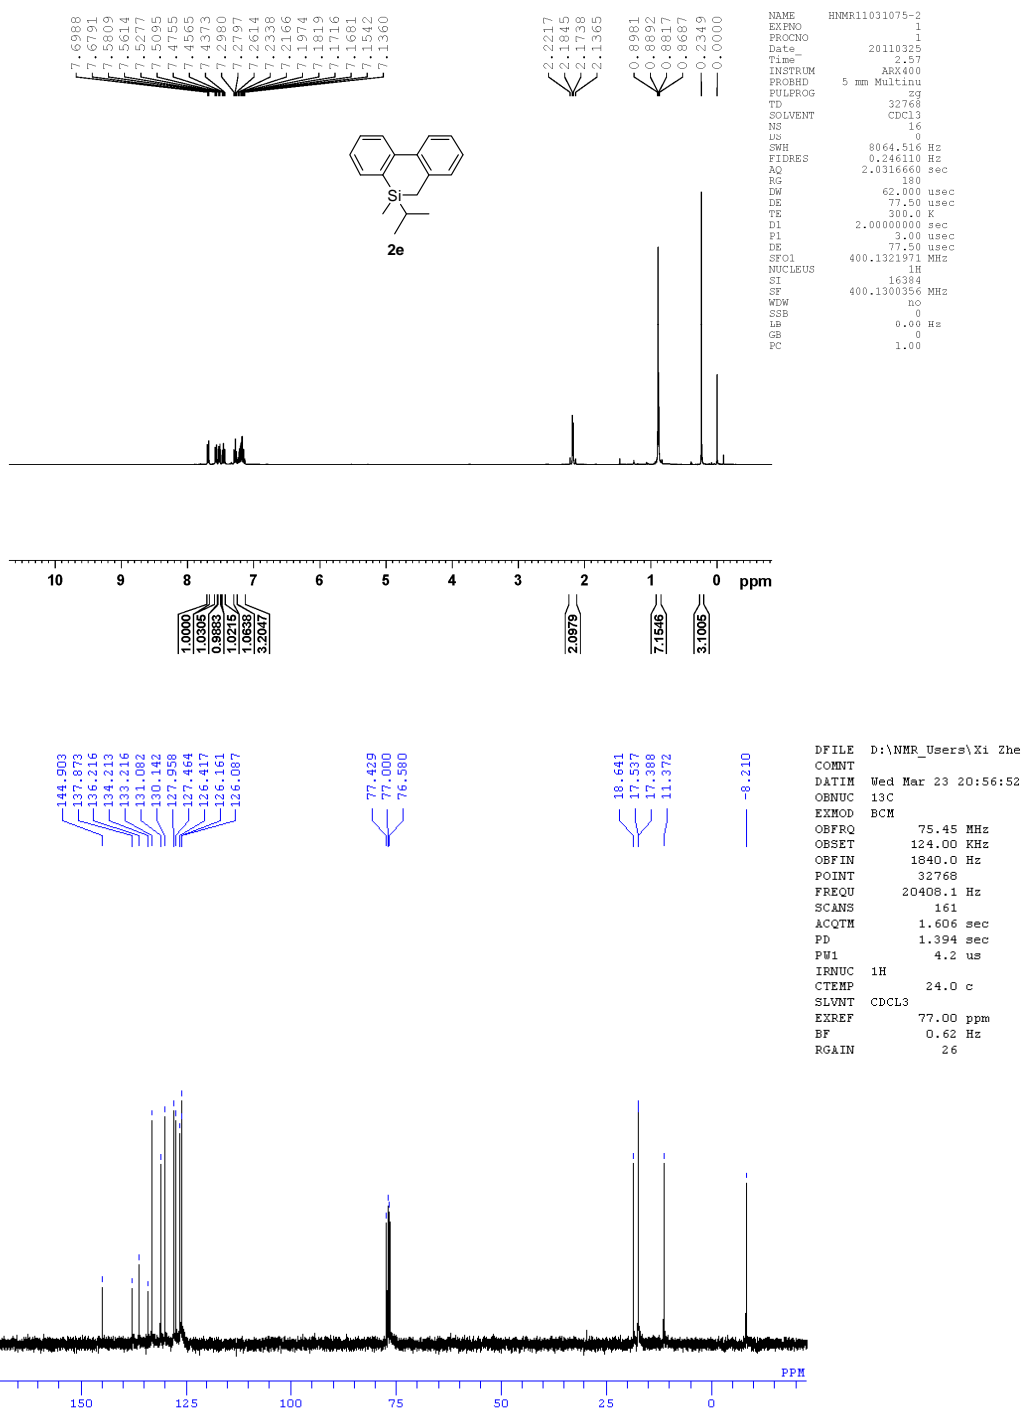 7.6988
7.6791
7.5809
7.5614
7.5277
7.5095
7.4755
7.4565
7.4373
7.2980
7.2797
7.2614
7.2338
7.2166
7.1974
7.1819
7.1716
7.1681
7.1542
7.1360
2.2217
2.1845
2.1738
2.1365
0.8981
0.8892
0.8817
0.8687
0.2349
0.0000
NAME HNMR11031075-2
EXPNO 1
PROCNO 1
Date_ 20110325
Time 2.57
INSTRUM ARX400
PROBHD 5 mm Multinu
PULPROG zg
TD 32768
SOLVENT CDCl3
NS 16
DS 0
SWH 8064.516 Hz
FIDRES 0.246110 Hz
AQ 2.0316660 sec
RG 180
DW 62.000 usec
DE 77.50 usec
TE 300.0 K
D1 2.00000000 sec
P1 3.00 usec
DE 77.50 usec
SFO1 400.1321971 MHz
NUCLEUS 1H
SI 16384
SF 400.1300356 MHz
WDW no
SSB 0
LB 0.00 Hz
GB 0
PC 1.00
Si
2e
10 9 8 7 6 5 4 3 2 1 0 ppm
1.0000
1.0305
0.9883
1.0215
1.0638
3.2047
2.0979
7.1546
3.1005
144.903
137.873
136.216
134.213
133.216
131.082
130.142
127.958
127.464
126.417
126.161
126.087
77.429
77.000
76.580
18.641
17.537
17.388
11.372
-8.210
DFILE D:\NMR_Users\Xi Zhe
COMNT
DATIM Wed Mar 23 20:56:52
OBNUC 13C
EXMOD BCM
OBFRQ 75.45 MHz
OBSET 124.00 KHz
OBFIN 1840.0 Hz
POINT 32768
FREQU 20408.1 Hz
SCANS 161
ACQTM 1.606 sec
PD 1.394 sec
PW1 4.2 us
IRNUC 1H
CTEMP 24.0 c
SLVNT CDCL3
EXREF 77.00 ppm
BF 0.62 Hz
RGAIN 26
PPM
150 125 100 75 50 25 0